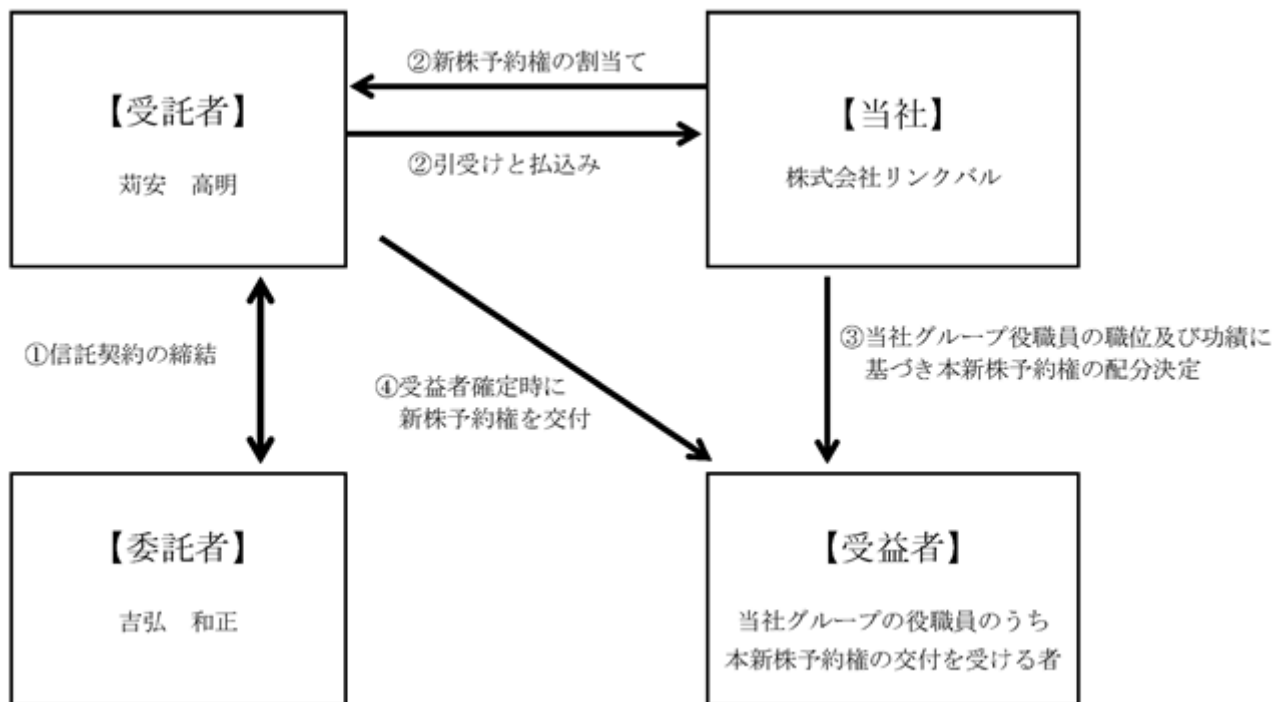 ②新株予約権の割当て
【受託者】
苅安　高明
②引受けと払込み
【当社】
株式会社リンクバル
①信託契約の締結
④受益者確定時に
新株予約権を交付
③当社グループ役職員の職位及び功績に
基づき本新株予約権の配分決定
【委託者】
吉弘　和正
【受益者】
当社グループの役職員のうち
本新株予約権の交付を受ける者